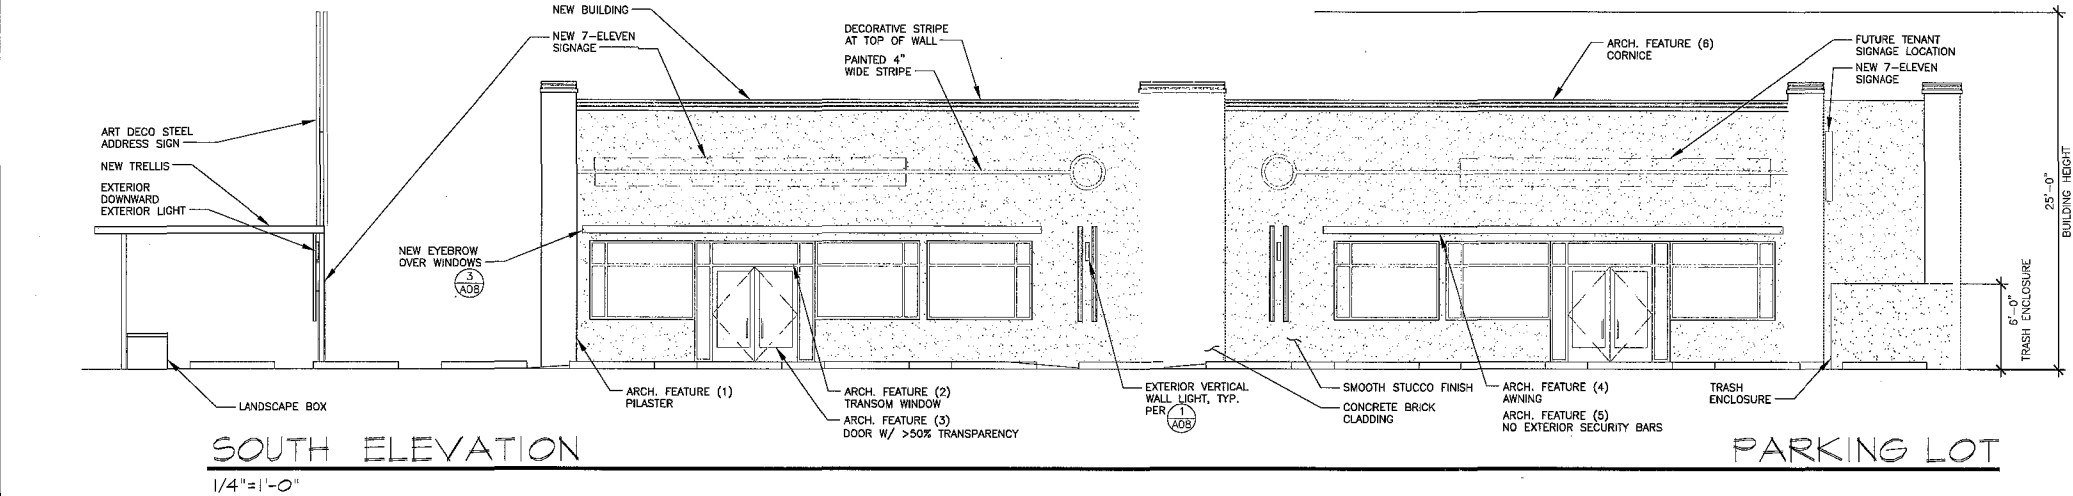 NEW BUILDING
NEW 7-ELEVEN
SIGNAGE
DECORATIVE STRIPE
AT TOP OF WALL
PAINTED 4"
WIDE STRIPE
ARCH. FEATURE (6)
CORNICE
FUTURE TENANT
SIGNAGE LOCATION
NEW 7-ELEVEN
SIGNAGE
ART DECO STEEL
ADDRESS SIGN
NEW TRELLIS
EXTERIOR
DOWNWARD
EXTERIOR LIGHT
NEW EYEBROW
OVER WINDOWS
3
A08
25'-0"
BUILDING HEIGHT
6'-0"
TRASH ENCLOSURE
LANDSCAPE BOX
ARCH. FEATURE (1)
PILASTER
ARCH. FEATURE (2)
TRANSOM WINDOW
ARCH. FEATURE (3)
DOOR W/ >50% TRANSPARENCY
EXTERIOR VERTICAL
WALL LIGHT, TYP.
PER 1
A08
SMOOTH STUCCO FINISH
CONCRETE BRICK
CLADDING
ARCH. FEATURE (4)
AWNING
ARCH. FEATURE (5)
NO EXTERIOR SECURITY BARS
TRASH
ENCLOSURE
SOUTH ELEVATION
PARKING LOT
1/4"=1'-0"